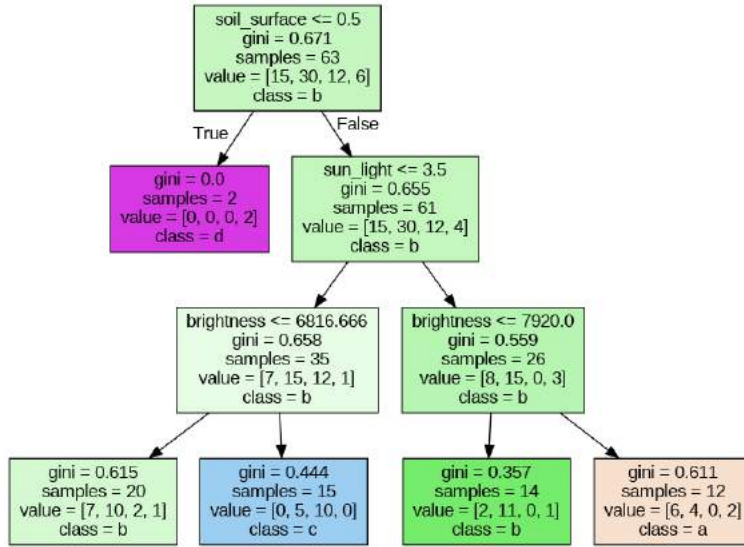 soil_surface <= 0.5
gini = 0.671
samples = 63
value = [15, 30, 12, 6]
class = b
True
False
gini = 0.0
samples = 2
value = [0, 0, 0, 2]
class = d
sun_light <= 3.5
gini = 0.655
samples = 61
value = [15, 30, 12, 4]
class = b
brightness <= 6816.666
gini = 0.658
samples = 35
value = [7, 15, 12, 1]
class = b
brightness <= 7920.0
gini = 0.559
samples = 26
value = [8, 15, 0, 3]
class = b
gini = 0.615
samples = 20
value = [7, 10, 2, 1]
class = b
gini = 0.444
samples = 15
value = [0, 5, 10, 0]
class = c
gini = 0.357
samples = 14
value = [2, 11, 0, 1]
class = b
gini = 0.611
samples = 12
value = [6, 4, 0, 2]
class = a